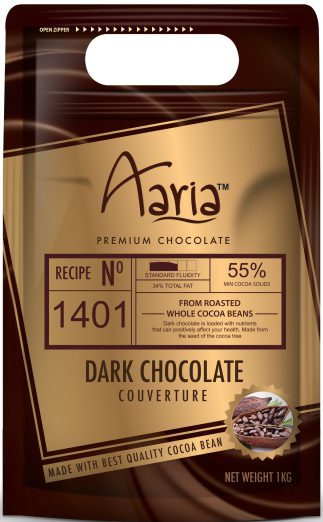 OPEN ZIPPER
Aaria™
PREMIUM CHOCOLATE
RECIPE Nº
1401
STANDARD FLUIDITY
34% TOTAL FAT
55%
MIN COCOA SOLIDS
FROM ROASTED
WHOLE COCOA BEANS
Dark chocolate is loaded with nutrients
that can positively affect your health. Made from
the seed of the cocoa tree
DARK CHOCOLATE
COUVERTURE
MADE WITH BEST QUALITY COCOA BEAN
NET WEIGHT 1KG